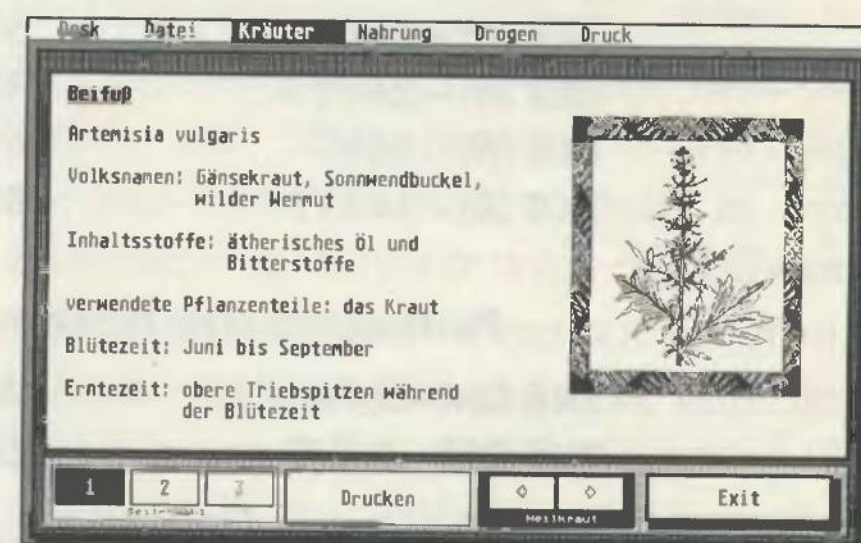 Desk Datei Kräuter Nahrung Drogen Druck
Beifuß
Artemisia vulgaris
Volksnamen: Gänsekraut, Sonnwendbuckel,
wilder Wermut
Inhaltsstoffe: ätherisches öl und
Bitterstoffe
verwendete Pflanzenteile: das Kraut
Blütezeit: Juni bis September
Erntezeit: obere Triebspitzen während
der Blütezeit
1 2 3 Drucken Exit
Heilkraut